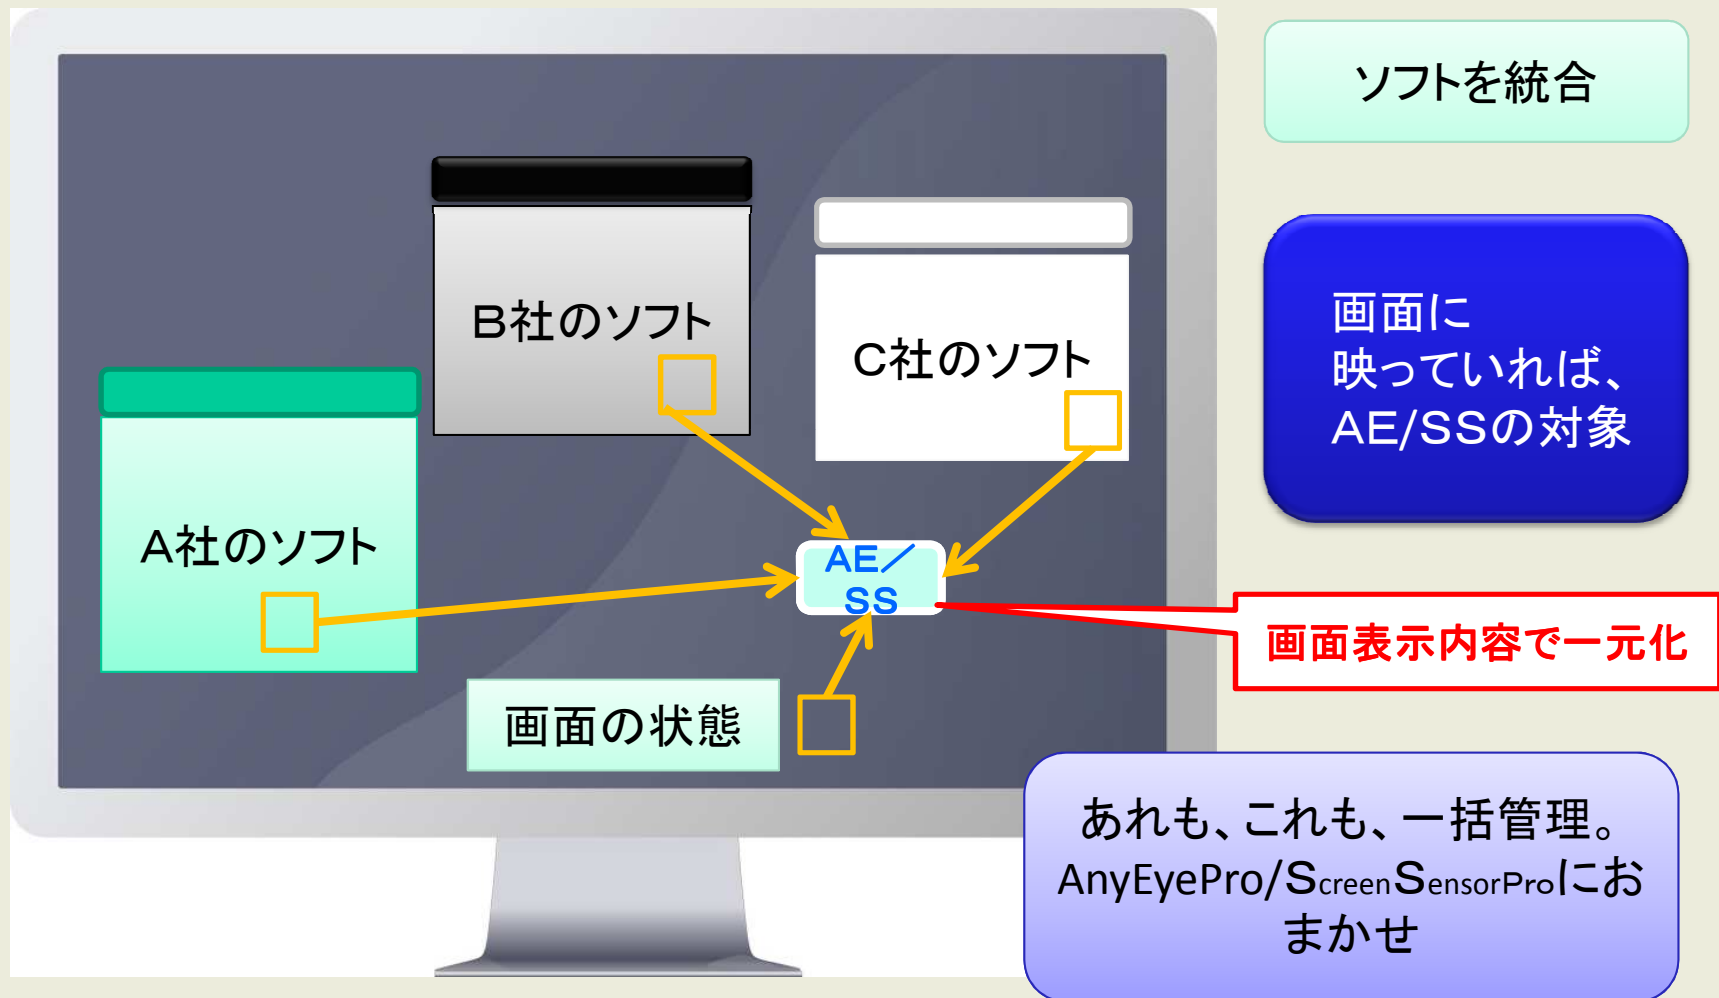 ソフトを統合
B社のソフト
C社のソフト
画面に
映っていれば、
AE/SSの対象
A社のソフト
AE／
SS
画面表示内容で一元化
画面の状態
あれも、これも、一括管理。
AnyEyePro/ScreenSensorProにお
まかせ